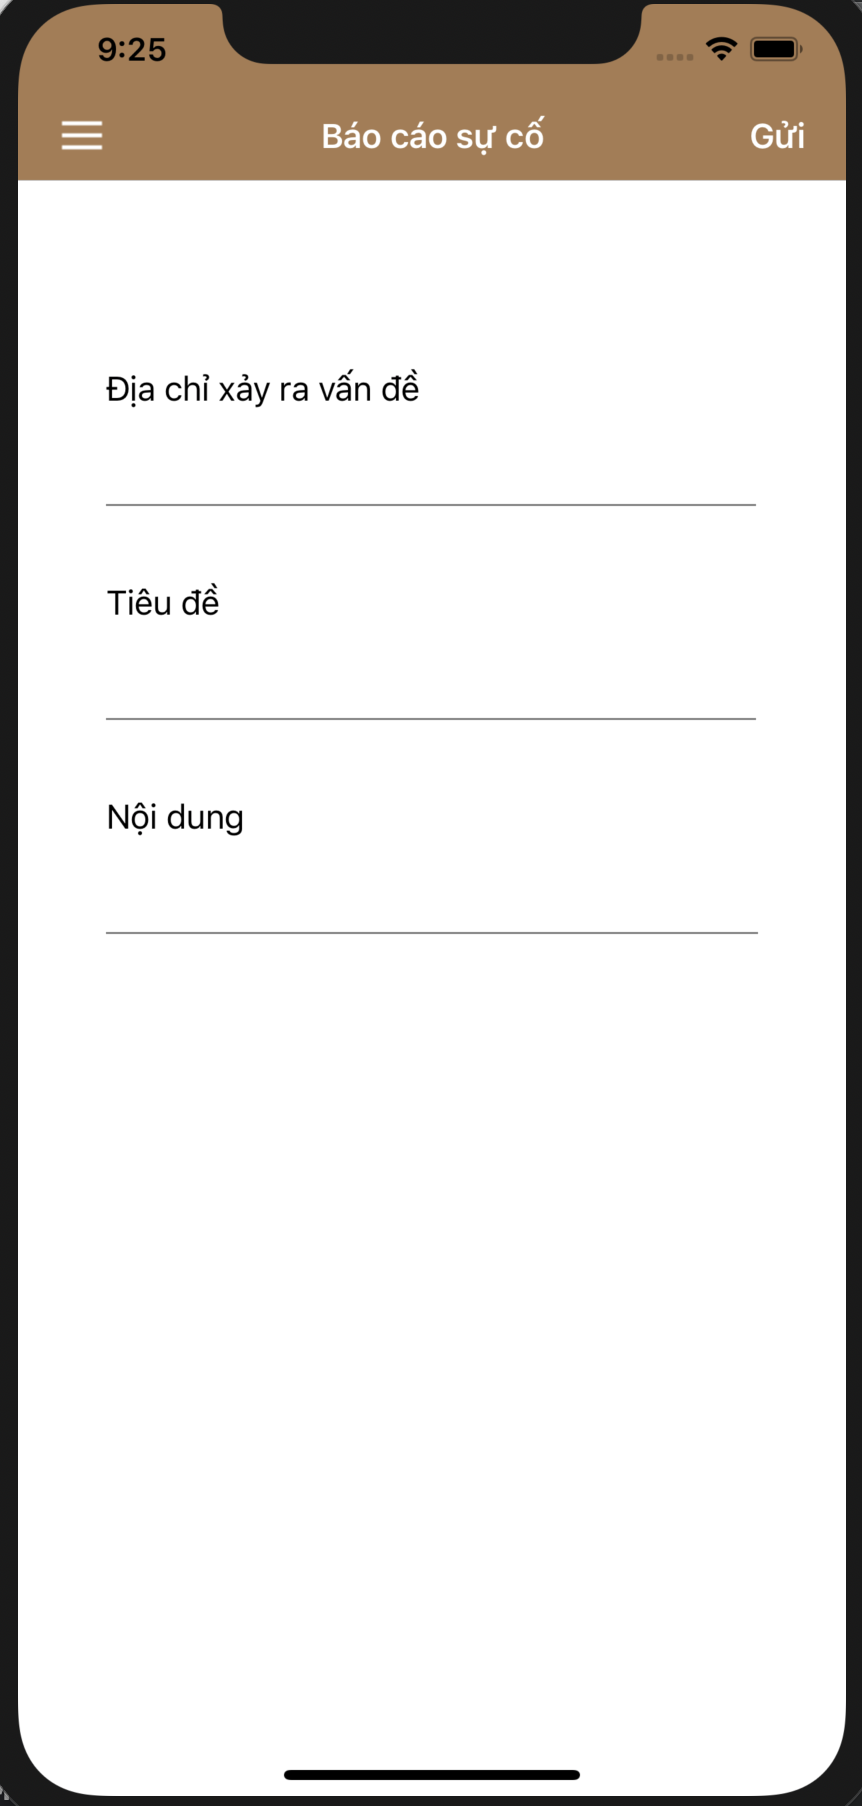 9:25
Báo cáo sự cố
Gửi
Địa chỉ xảy ra vấn đề
Tiêu đề
Nội dung